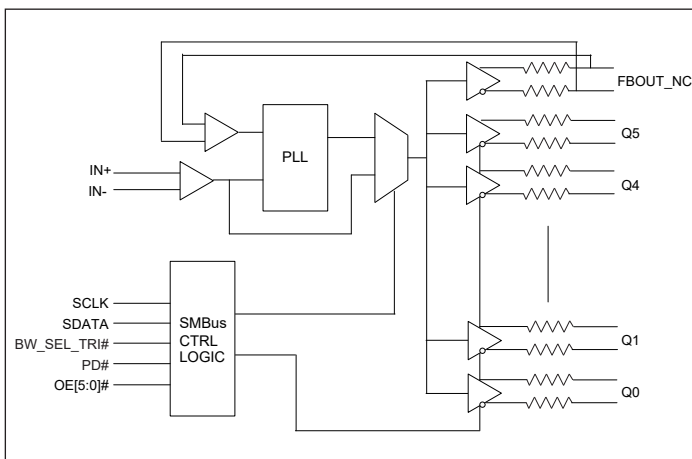 FBOUT_NC
Q5
PLL
IN+
IN-
Q4
SCLK
SDATA
BW_SEL_TRI#
PD#
OE[5:0]#
SMBus
CTRL
LOGIC
Q1
Q0